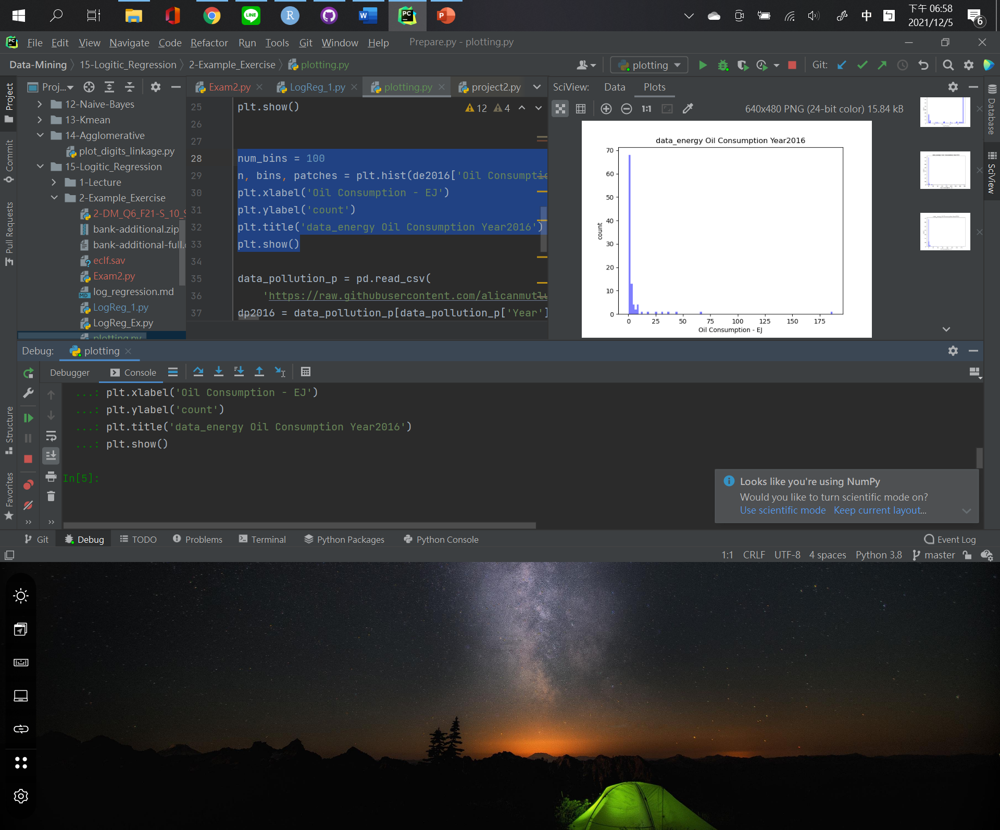 下午 06:58
2021/12/5
中
ㄅ
6
File Edit View Navigate Code Refactor Run Tools Git Window Help Prepare.py - plotting.py
Data-Mining 15-Logitic_Regression 2-Example_Exercise plotting.py
plotting
Git:
Project
Commit
Pull Requests
Structure
Favorites
Proj...
12-Naive-Bayes
13-Kmean
14-Agglomerative
plot_digits_linkage.py
15-Logitic_Regression
1-Lecture
2-Example_Exercise
2-DM_Q6_F21-S_10_S
bank-additional.zip
bank-additional-full.
eclf.sav
Exam2.py
log_regression.md
LogReg_1.py
LogReg_Ex.py
plotting.py
Exam2.py LogReg_1.py plotting.py project2.py
12 4
25 plt.show()
26
27
28 num_bins = 100
29 n, bins, patches = plt.hist(de2016['Oil Consumptio
30 plt.xlabel('Oil Consumption - EJ')
31 plt.ylabel('count')
32 plt.title('data_energy Oil Consumption Year2016')
33 plt.show()
34
35 data_pollution_p = pd.read_csv(
36 'https://raw.githubusercontent.com/alicanmutlu
37 dp2016 = data_pollution_p[data_pollution_p['Year']
SciView: Data Plots
1:1
640x480 PNG (24-bit color) 15.84 kB
data_energy Oil Consumption Year2016
70
60
50
40
30
20
10
0
count
0 25 50 75 100 125 150 175
Oil Consumption - EJ
Database
SciView
Debug: plotting
Debugger Console
...: plt.xlabel('Oil Consumption - EJ')
...: plt.ylabel('count')
...: plt.title('data_energy Oil Consumption Year2016')
...: plt.show()
In[5]:
Looks like you're using NumPy
Would you like to turn scientific mode on?
Use scientific mode Keep current layout...
Git Debug TODO Problems Terminal Python Packages Python Console Event Log
1:1 CRLF UTF-8 4 spaces Python 3.8 master